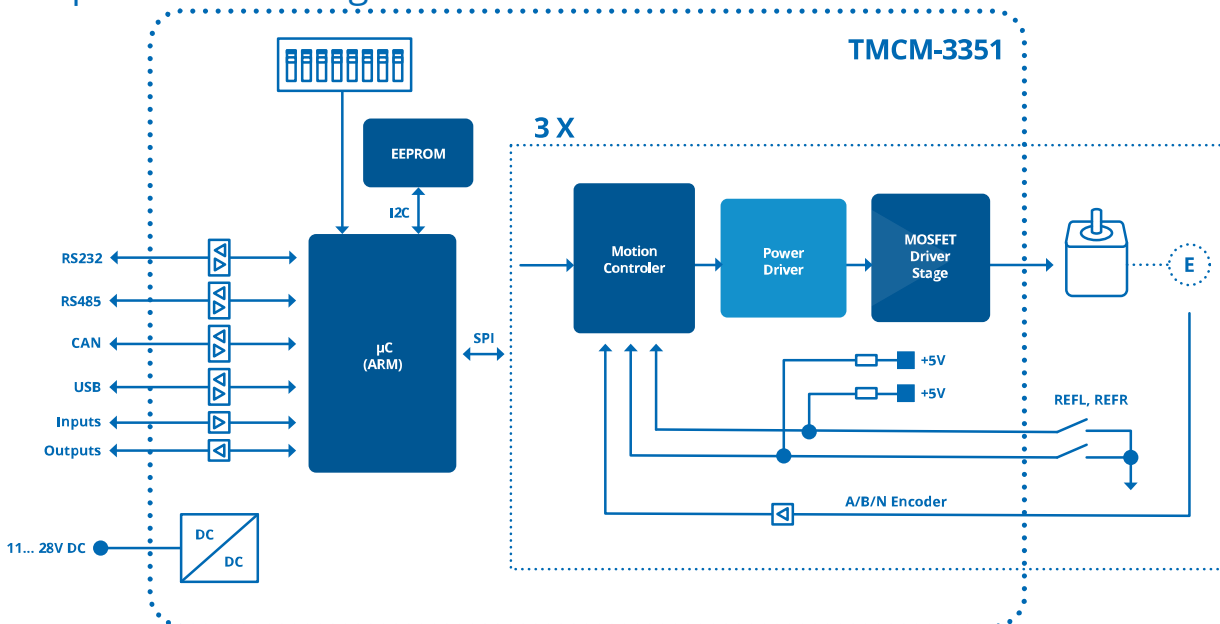 TMCM-3351
3 X
EEPROM
I2C
RS232
RS485
CAN
USB
Inputs
Outputs
µC
(ARM)
SPI
Motion
Controler
Power
Driver
MOSFET
Driver
Stage
E
+5V
+5V
REFL, REFR
A/B/N Encoder
11... 28V DC
DC
DC